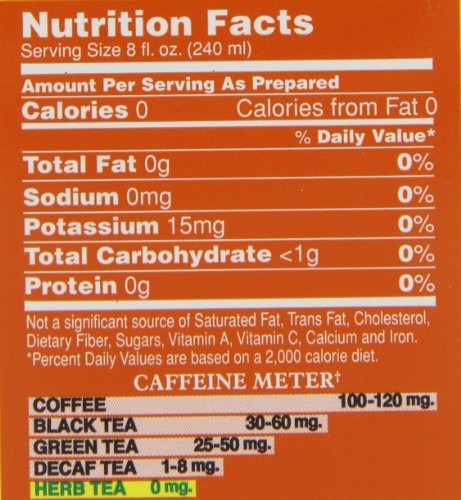 Nutrition Facts
Serving Size 8 fl. oz. (240 ml)
Amount Per Serving As Prepared
Calories 0 Calories from Fat 0
% Daily Value*
Total Fat 0g 0%
Sodium 0mg 0%
Potassium 15mg 0%
Total Carbohydrate <1g 0%
Protein 0g 0%
Not a significant source of Saturated Fat, Trans Fat, Cholesterol,
Dietary Fiber, Sugars, Vitamin A, Vitamin C, Calcium and Iron.
*Percent Daily Values are based on a 2,000 calorie diet.
CAFFEINE METER†
COFFEE 100-120 mg.
BLACK TEA 30-60 mg.
GREEN TEA 25-50 mg.
DECAF TEA 1-8 mg.
HERB TEA 0 mg.